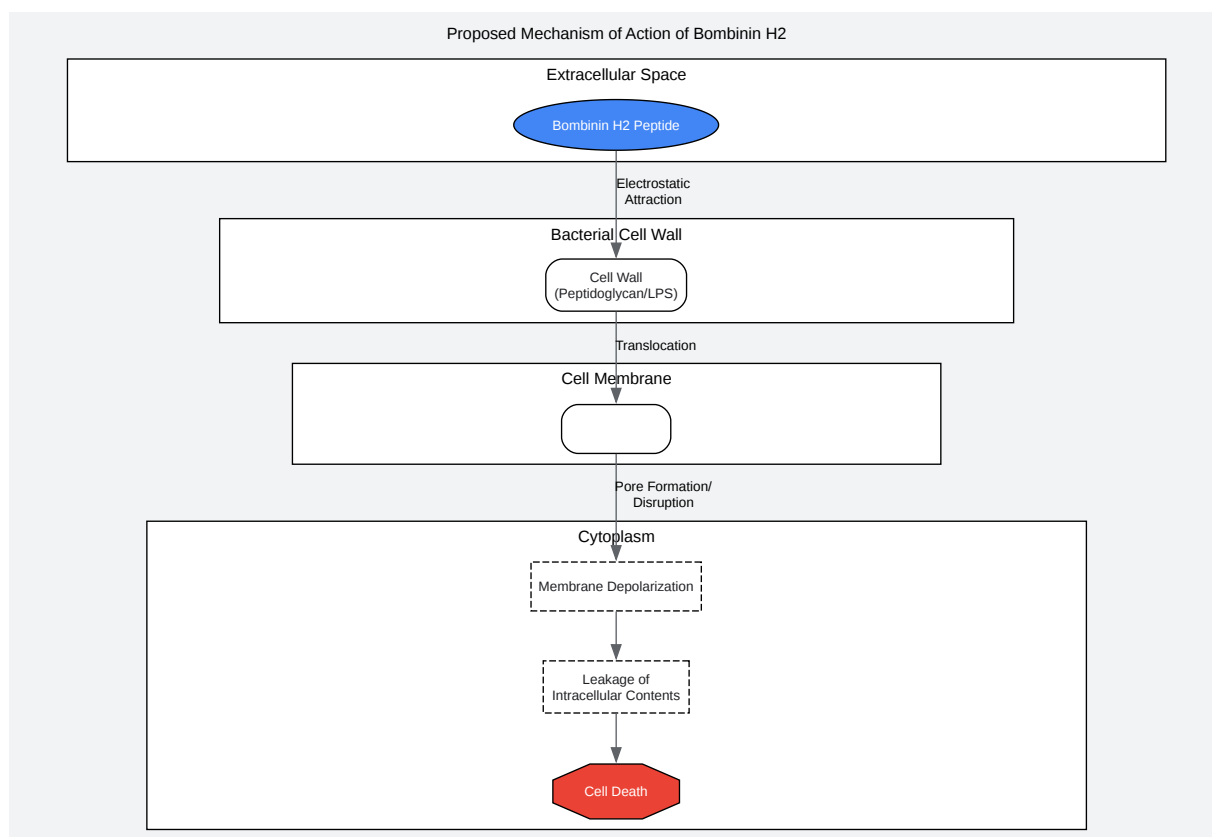 Proposed Mechanism of Action of Bombinin H2
Extracellular Space
Bombinin H2 Peptide
Electrostatic
Attraction
Bacterial Cell Wall
Cell Wall
(Peptidoglycan/LPS)
Translocation
Cell Membrane
Pore Formation/
Disruption
Cytoplasm
Membrane Depolarization
Leakage of
Intracellular Contents
Cell Death